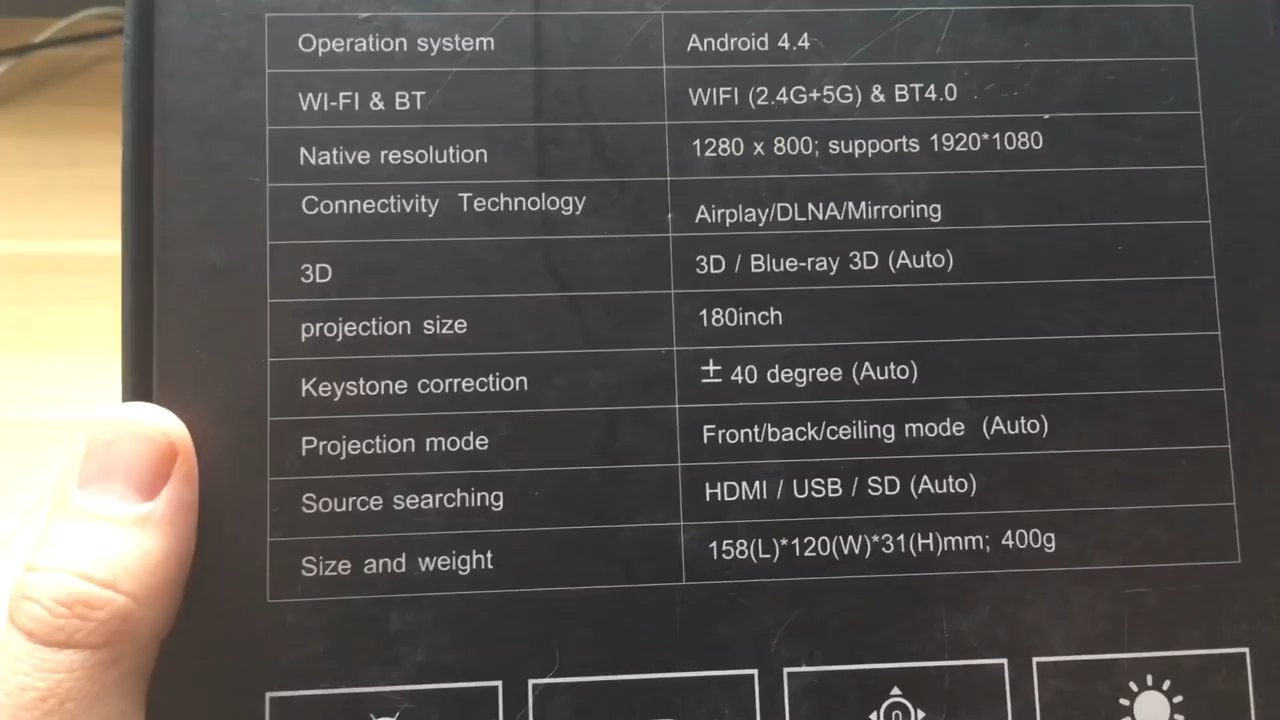 Operation system Android 4.4
WI-FI & BT WIFI (2.4G+5G) & BT4.0
Native resolution 1280 x 800; supports 1920*1080
Connectivity Technology Airplay/DLNA/Mirroring
3D 3D / Blue-ray 3D (Auto)
projection size 180inch
Keystone correction ± 40 degree (Auto)
Projection mode Front/back/ceiling mode (Auto)
Source searching HDMI / USB / SD (Auto)
Size and weight 158(L)*120(W)*31(H)mm; 400g